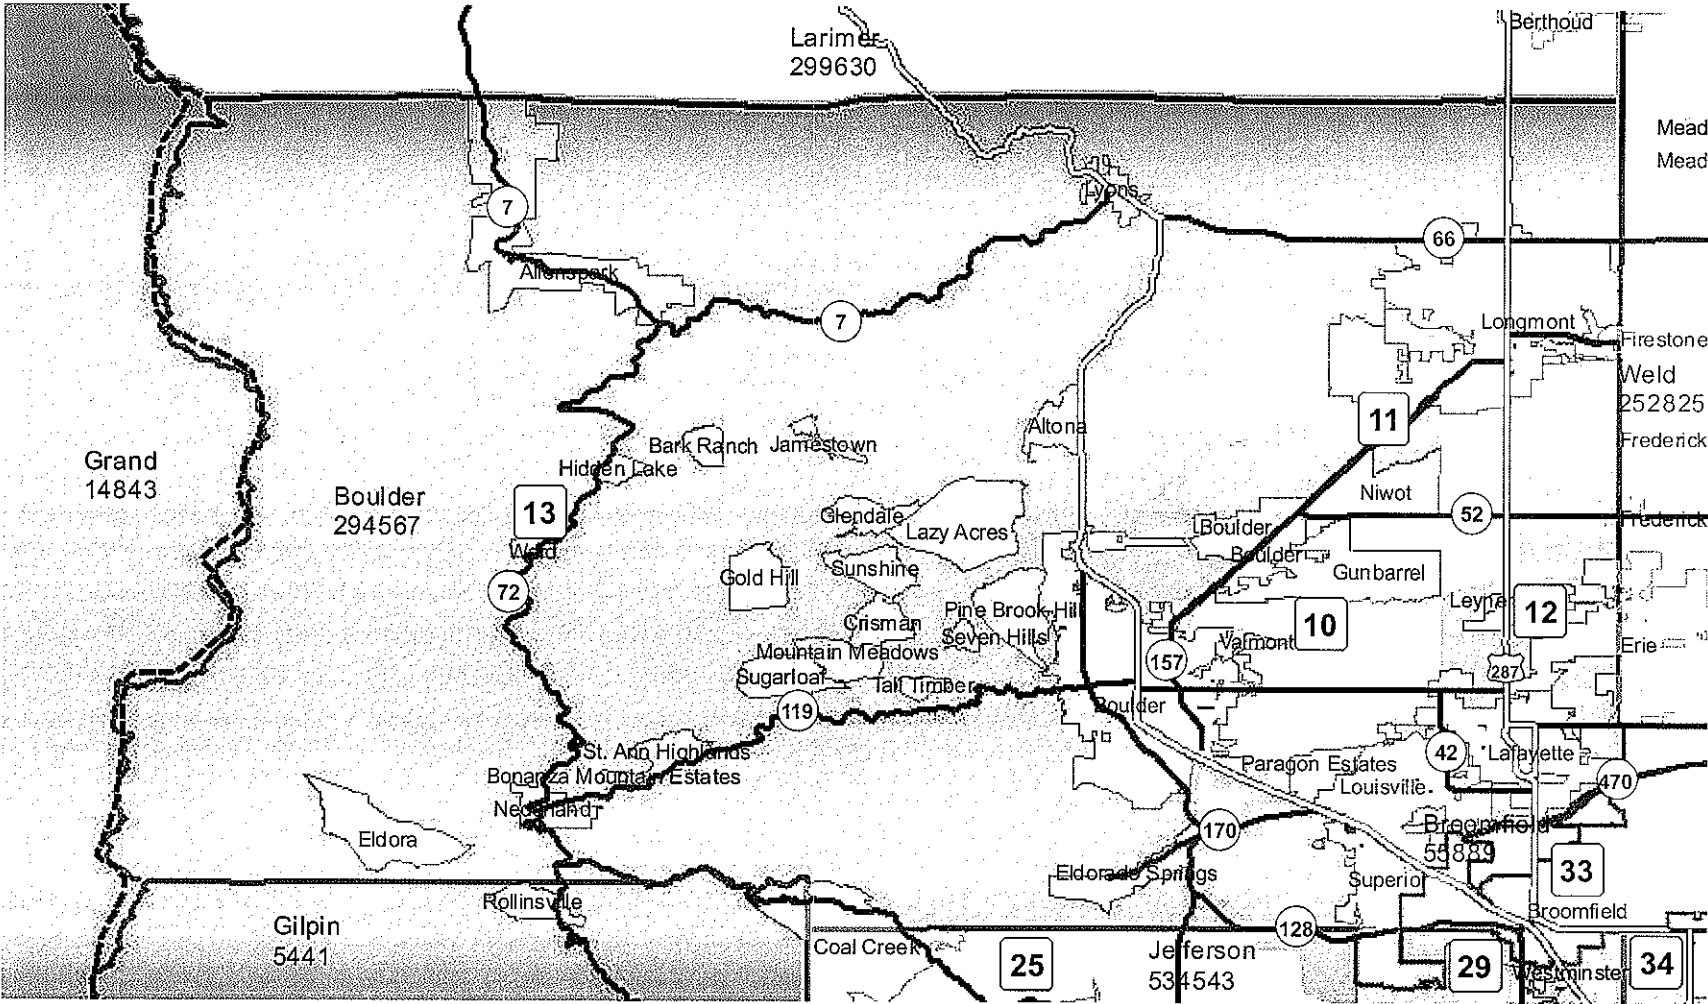 Berthoud
Larimer
299630
Mead
Mead
Lyons
7
66
Allenspark
7
Longmont
Firestone
Weld
252825
11
Altona
Frederick
Bark Ranch
Jamestown
Hidden Lake
Grand
14843
Boulder
294567
13
Niwot
Glendale
Lazy Acres
Boulder
52
Frederick
Ward
Boulder
Sunshine
Gold Hill
Gunbarrel
72
Pine Brook Hill
Leyner
12
Crisman
10
Seven Hills
Valmont
Erie
Mountain Meadows
157
287
Sugarloaf
Tall Timber
119
Boulder
St. Ann Highlands
42
Lafayette
Paragon Estates
Bonanza Mountain Estates
470
Louisville
Nederland
Broomfield
55889
170
Eldora
33
Eldorado Springs
Superior
Rollinsville
Broomfield
Gilpin
5441
128
Coal Creek
Jefferson
534543
25
29
34
Westminster